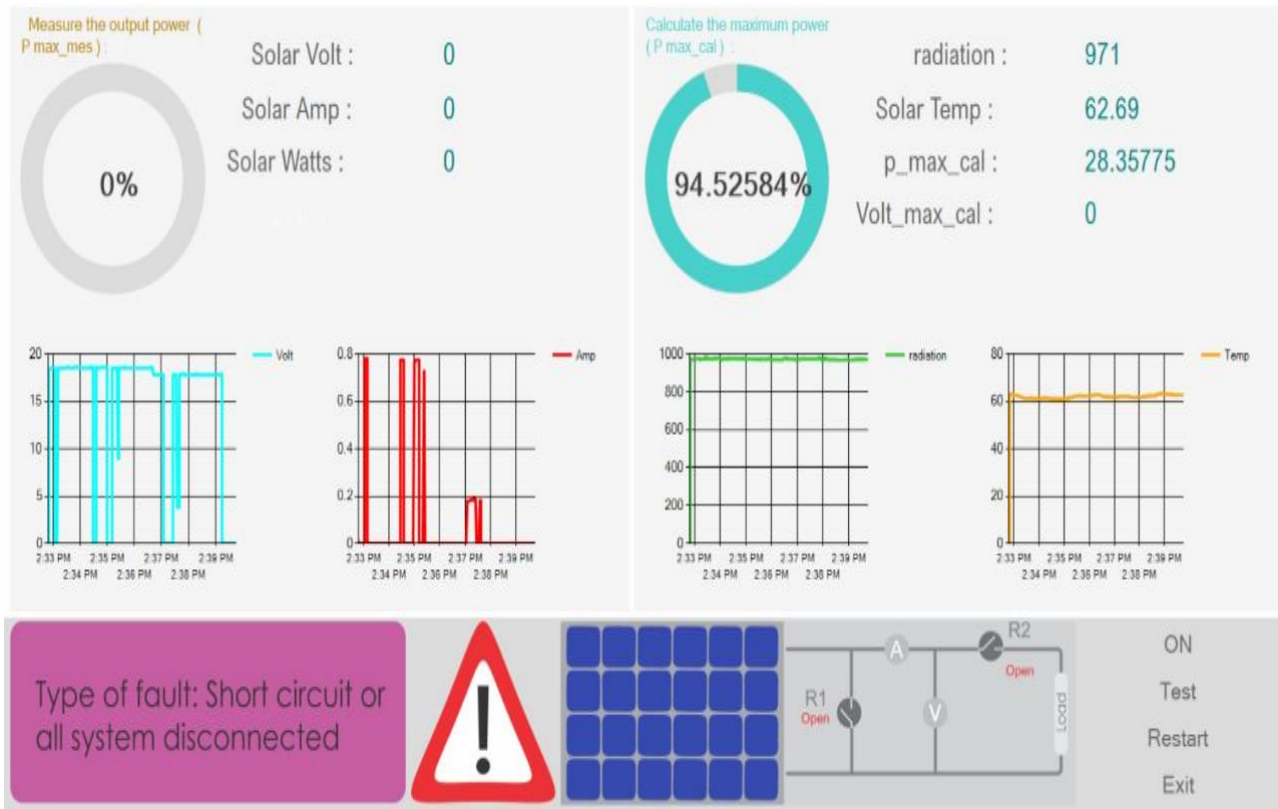 Measure the output power (
P max_mes) :
Solar Volt : 0
Solar Amp : 0
Solar Watts : 0
0%
Calculate the maximum power
(P max_cal) :
radiation : 971
Solar Temp : 62.69
p_max_cal : 28.35775
Volt_max_cal : 0
94.52584%
20
15
10
5
0
2:33 PM 2:35 PM 2:37 PM 2:39 PM
2:34 PM 2:36 PM 2:38 PM
Volt
0.8
0.6
0.4
0.2
0
2:33 PM 2:35 PM 2:37 PM 2:39 PM
2:34 PM 2:36 PM 2:38 PM
Amp
1000
800
600
400
200
0
2:33 PM 2:35 PM 2:37 PM 2:39 PM
2:34 PM 2:36 PM 2:38 PM
radiation
80
60
40
20
0
2:33 PM 2:35 PM 2:37 PM 2:39 PM
2:34 PM 2:36 PM 2:38 PM
Temp
Type of fault: Short circuit or
all system disconnected
!
R1
Open
A
V
R2
Open
Load
ON
Test
Restart
Exit